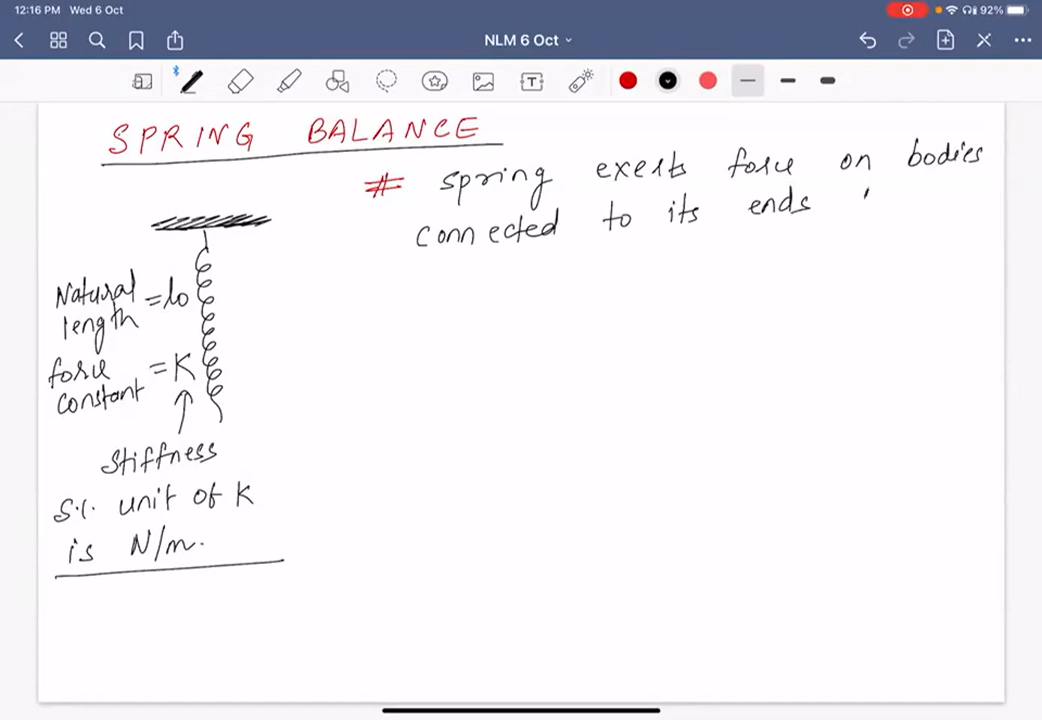 12:16 PM Wed 6 Oct
92%
NLM 6 Oct
T
SPRING BALANCE
# spring exerts force on bodies
connected to its ends
Natural length = lo
force constant = K
↑
Stiffness
S.I. unit of K
is N/m.